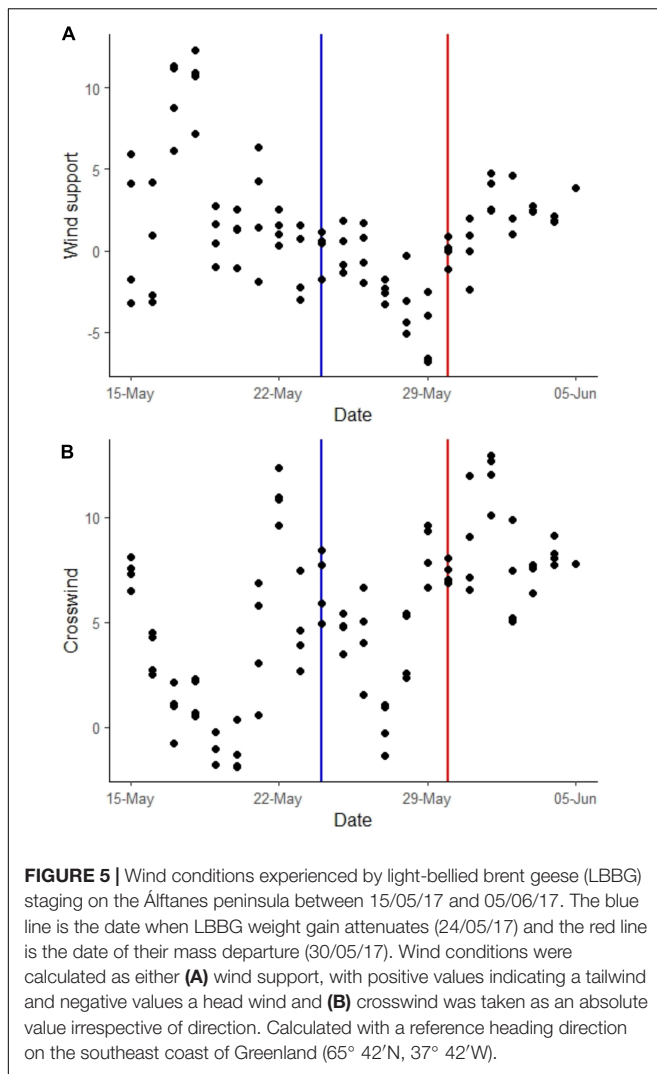 A
Wind support
10
5
0
-5
15-May
22-May
29-May
05-Jun
Date
B
Crosswind
10
5
0
15-May
22-May
29-May
05-Jun
Date
FIGURE 5 | Wind conditions experienced by light-bellied brent geese (LBBG)
staging on the Álftanes peninsula between 15/05/17 and 05/06/17. The blue
line is the date when LBBG weight gain attenuates (24/05/17) and the red line
is the date of their mass departure (30/05/17). Wind conditions were
calculated as either (A) wind support, with positive values indicating a tailwind
and negative values a head wind and (B) crosswind was taken as an absolute
value irrespective of direction. Calculated with a reference heading direction
on the southeast coast of Greenland (65° 42′N, 37° 42′W).